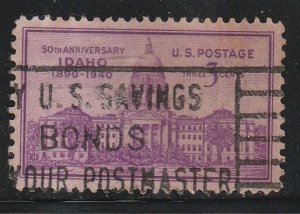 50TH ANNIVERSARY
IDAHO
1890-1940
U.S. POSTAGE
THREE 3 CENTS
Y U. S. SAVINGS
BONDS
YOUR POSTMASTER!